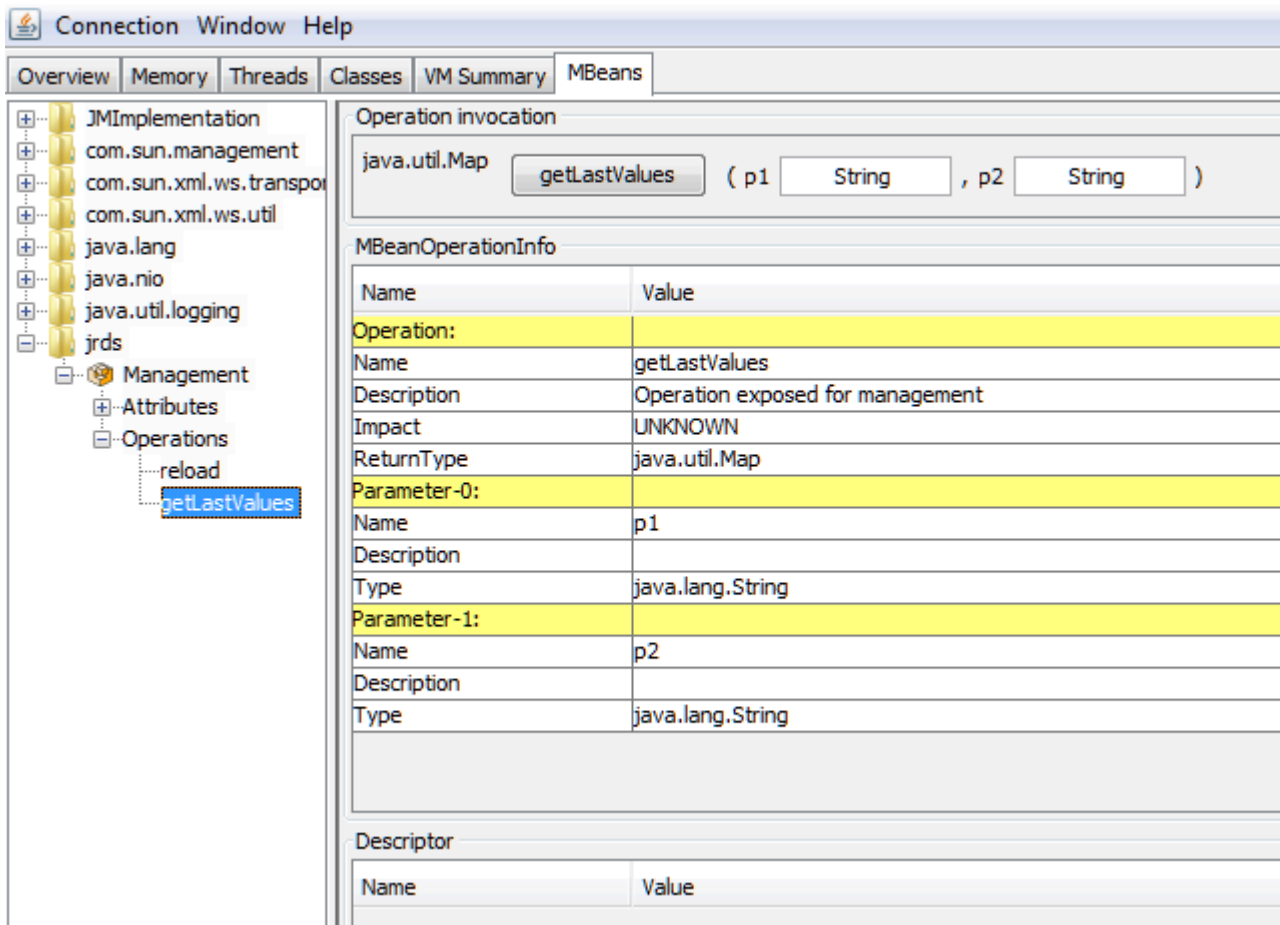 Connection Window Help
Overview Memory Threads Classes VM Summary MBeans
JMImplementation
com.sun.management
com.sun.xml.ws.transpo
com.sun.xml.ws.util
java.lang
java.nio
java.util.logging
jrds
Management
Attributes
Operations
reload
getLastValues
Operation invocation
java.util.Map getLastValues ( p1 String , p2 String )
MBeanOperationInfo
Name Value
Operation:
Name getLastValues
Description Operation exposed for management
Impact UNKNOWN
ReturnType java.util.Map
Parameter-0:
Name p1
Description
Type java.lang.String
Parameter-1:
Name p2
Description
Type java.lang.String
Descriptor
Name Value